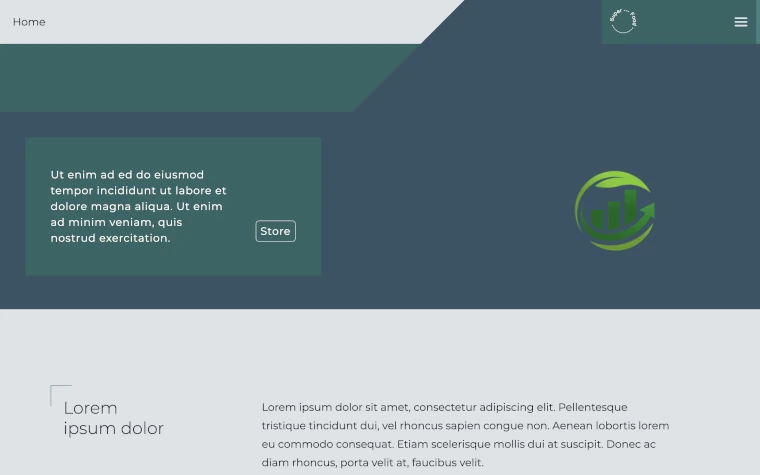 Home
Super
Ut enim ad ed do eiusmod
tempor incididunt ut labore et
dolore magna aliqua. Ut enim
ad minim veniam, quis
nostrud exercitation.
Store
Lorem
ipsum dolor
Lorem ipsum dolor sit amet, consectetur adipiscing elit. Pellentesque
tristique tincidunt dui, vel rhoncus sapien congue non. Aenean lobortis lorem
eu commodo consequat. Etiam scelerisque mollis dui at suscipit. Donec ac
diam rhoncus, porta velit at, faucibus velit.